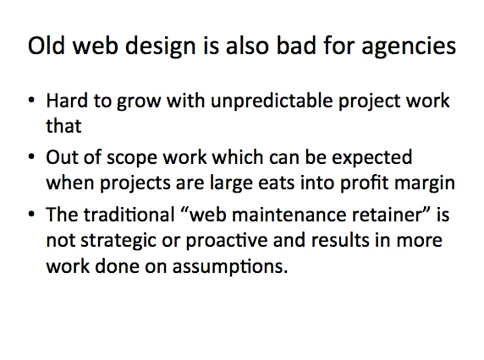 Old web design is also bad for agencies
• Hard to grow with unpredictable project work
that
• Out of scope work which can be expected
when projects are large eats into profit margin
• The traditional “web maintenance retainer” is
not strategic or proactive and results in more
work done on assumptions.